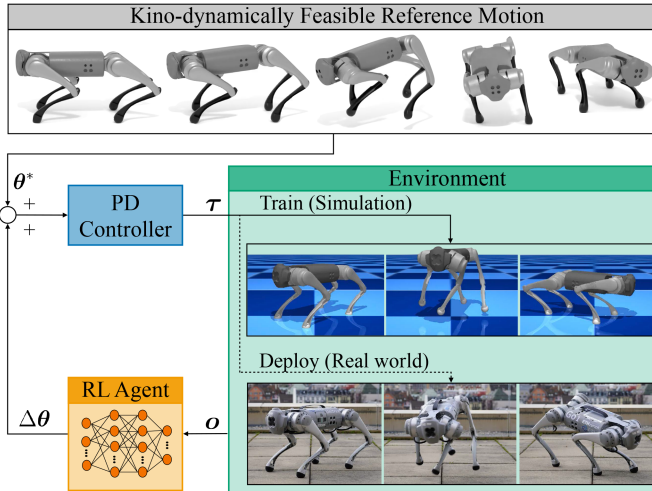 Kino-dynamically Feasible Reference Motion
θ*
+
+
PD
Controller
τ
Environment
Train (Simulation)
Deploy (Real world)
RL Agent
Δθ
o